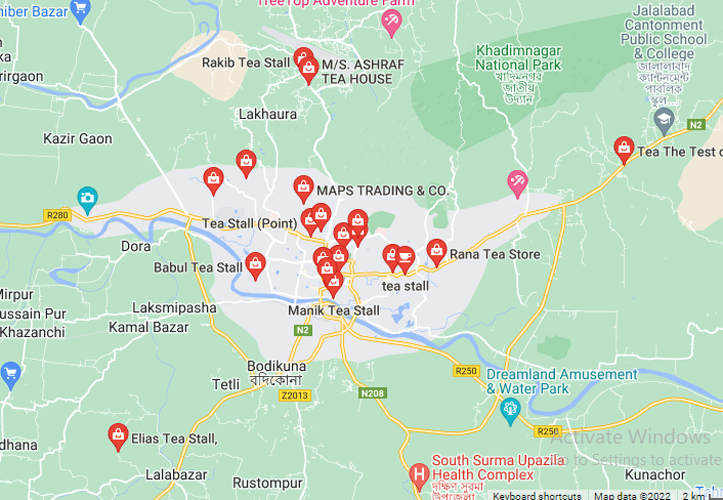 TreeTop Adventure Farm
hiber Bazar
Jalalabad
Cantonment
Public School
& College
জালালাবাদ
ক্যান্টনমেন্ট
পাবলিক
স্কুল
Rakib Tea Stall
M/S. ASHRAF
TEA HOUSE
Khadimnagar
National Park
খাদিমনগর
জাতীয়
উদ্যান
rirgaon
Lakhaura
N2
Kazir Gaon
Tea The Test o
MAPS TRADING & CO.
R280
Tea Stall (Point)
Dora
Babul Tea Stall
Rana Tea Store
tea stall
Mirpur
Hussain Pur
Khazanchi
Laksmipasha
Kamal Bazar
Manik Tea Stall
N2
Bodikuna
বদিকোনা
Tetli
R250
Dreamland Amusement
& Water Park
Z2013
N208
R250
Activate Windows
Go to Settings to activate
dhana
Elias Tea Stall,
Lalabazar
Rustompur
South Surma Upazila
Health Complex
দক্ষিণ সুরমা
উপজেলা
Kunachor
Keyboard shortcuts
Map data ©2022
2 km